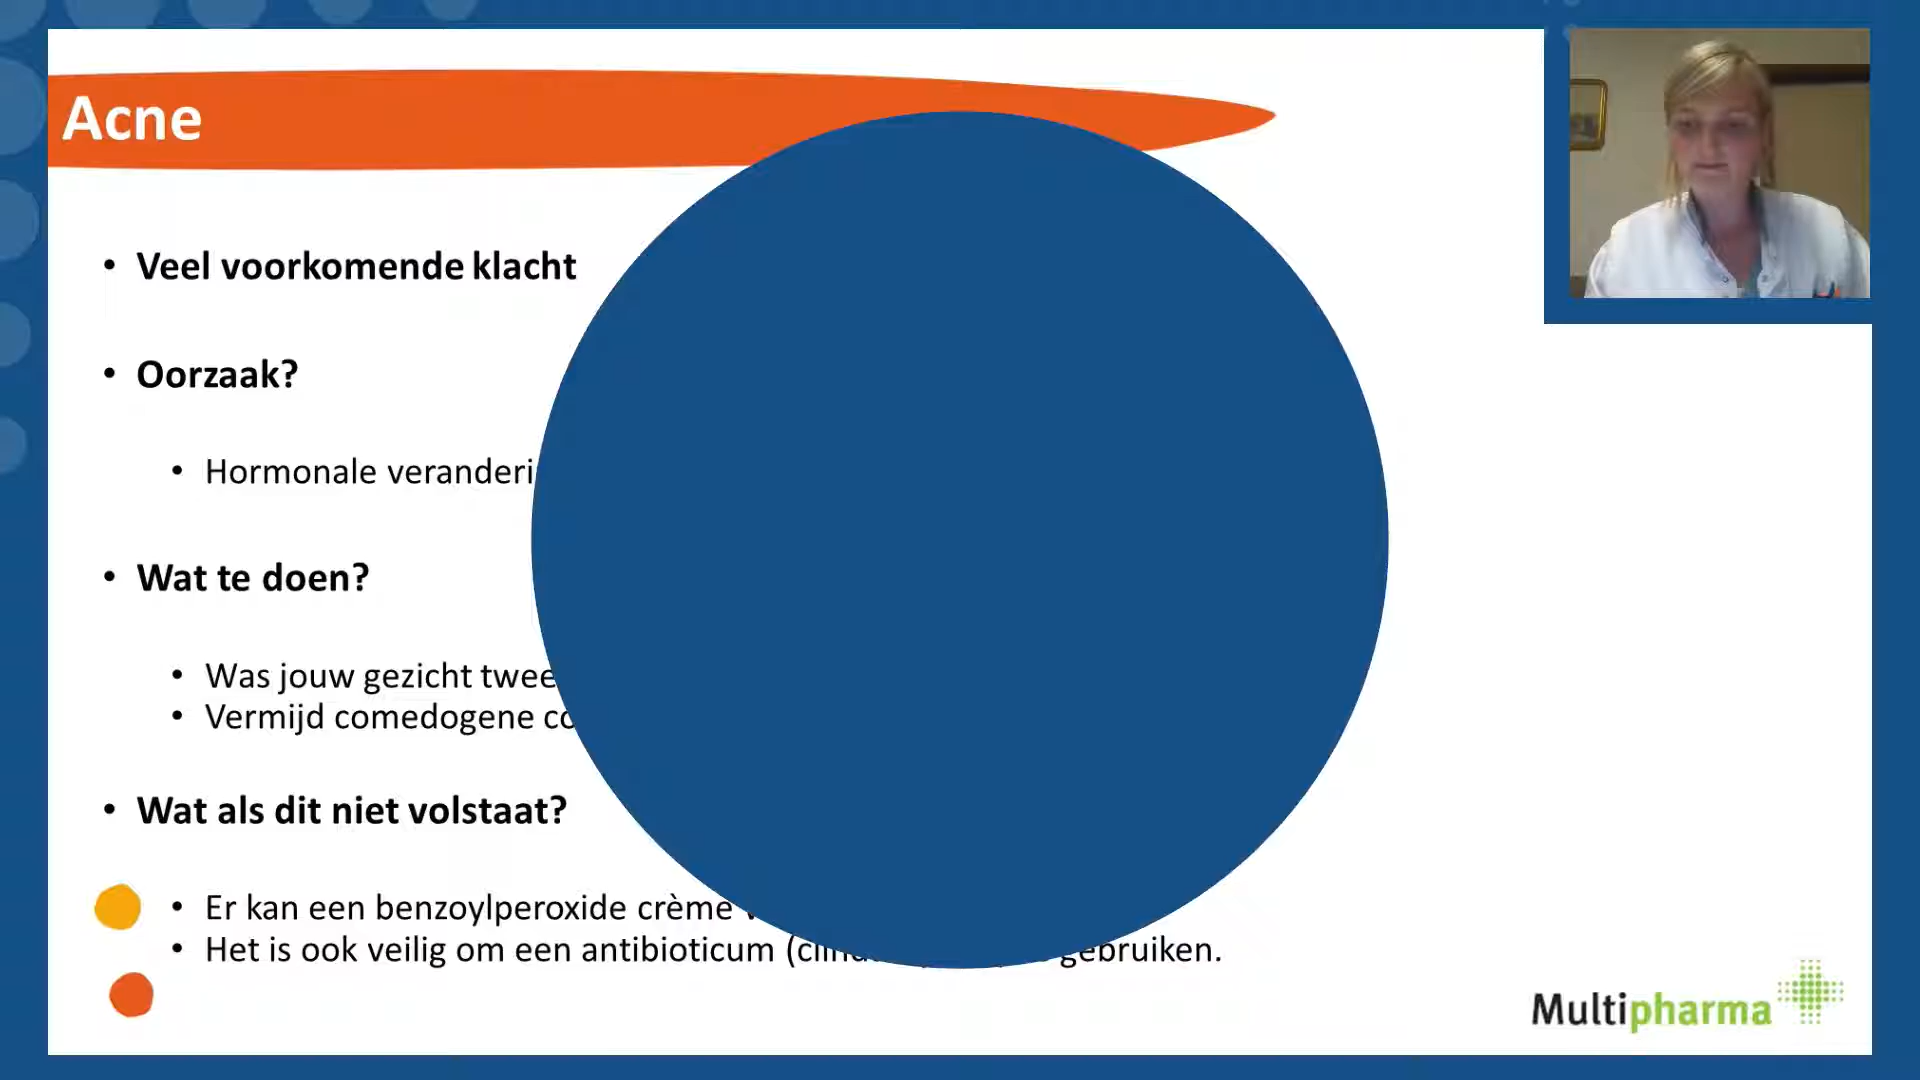 Acne
• Veel voorkomende klacht
• Oorzaak?
• Hormonale veranderi
• Wat te doen?
• Was jouw gezicht twee
• Vermijd comedogene co
• Wat als dit niet volstaat?
• Er kan een benzoylperoxide crème
• Het is ook veilig om een antibioticum gebruiken.
Multipharma